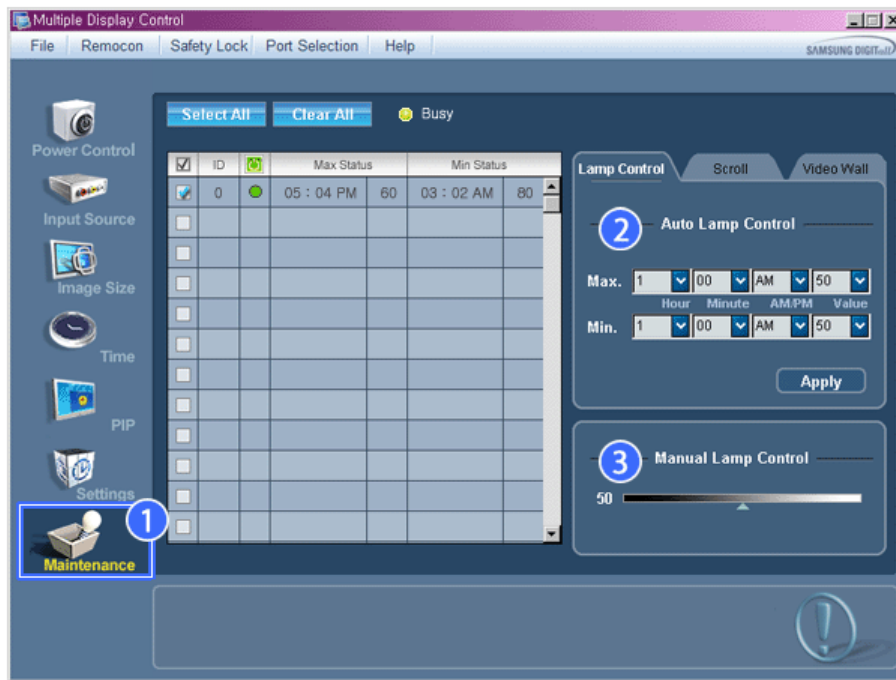 Multiple Display Control
File Remocon Safety Lock Port Selection Help
SAMSUNG DIGITall
Select All Clear All Busy
Power Control
Input Source
Image Size
Time
PIP
Settings
1
Maintenance
ID Max Status Min Status
0 05 : 04 PM 60 03 : 02 AM 80
Lamp Control Scroll Video Wall
2 Auto Lamp Control
Max. 1 00 AM 50
Hour Minute AM/PM Value
Min. 1 00 AM 50
Apply
3 Manual Lamp Control
50